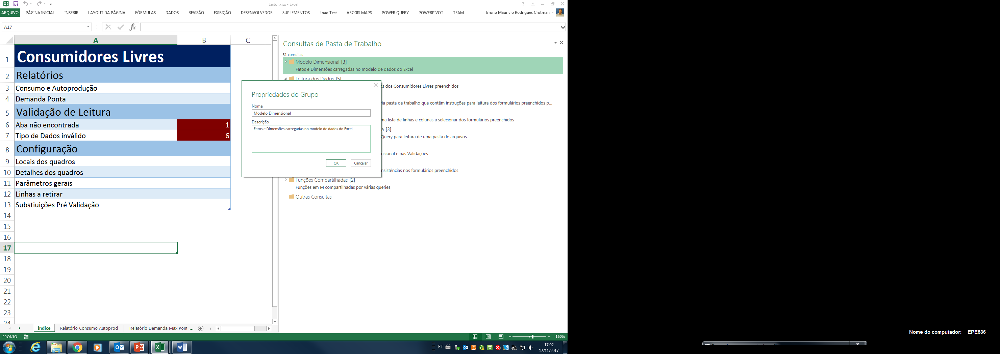 Leitor.xlsx - Excel
ARQUIVO PÁGINA INICIAL INSERIR LAYOUT DA PÁGINA FÓRMULAS DADOS REVISÃO EXIBIÇÃO DESENVOLVEDOR SUPLEMENTOS Load Test ARCGIS MAPS POWER QUERY POWERPIVOT TEAM Bruno Mauricio Rodrigues Crotman
A17
fx
A B C
1 Consumidores Livres
2 Relatórios
3 Consumo e Autoprodução
4 Demanda Ponta
5 Validação de Leitura
6 Aba não encontrada 1
7 Tipo de Dados inválido 6
8 Configuração
9 Locais dos quadros
10 Detalhes dos quadros
11 Parâmetros gerais
12 Linhas a retirar
13 Substiuições Pré Validação
14
15
16
17
18
19
20
21
22
23
24
Consultas de Pasta de Trabalho
31 consultas
Modelo Dimensional [3]
Fatos e Dimensões carregadas no modelo de dados do Excel
Leitura dos Dados [5]
s dos Consumidores Livres preenchidos
ia pasta de trabalho que contêm instruções para leitura dos formulários preenchidos p...
ma lista de linhas e colunas a selecionar dos formulários preenchidos
a [3]
Query para leitura de uma pasta de arquivos
nsional e nas Validações
nsistências nos formulários preenchidos
Funções Compartilhadas [2]
Funções em M compartilhadas por várias queries
Outras Consultas
Propriedades do Grupo
Nome
Modelo Dimensional
Descrição
Fatos e Dimensões carregadas no modelo de dados do Excel
OK Cancelar
Indice Relatório Consumo Autoprod Relatório Demanda Max Pont ...
PRONTO 160%
PT 17:02
17/11/2017
Nome do computador: EPE536